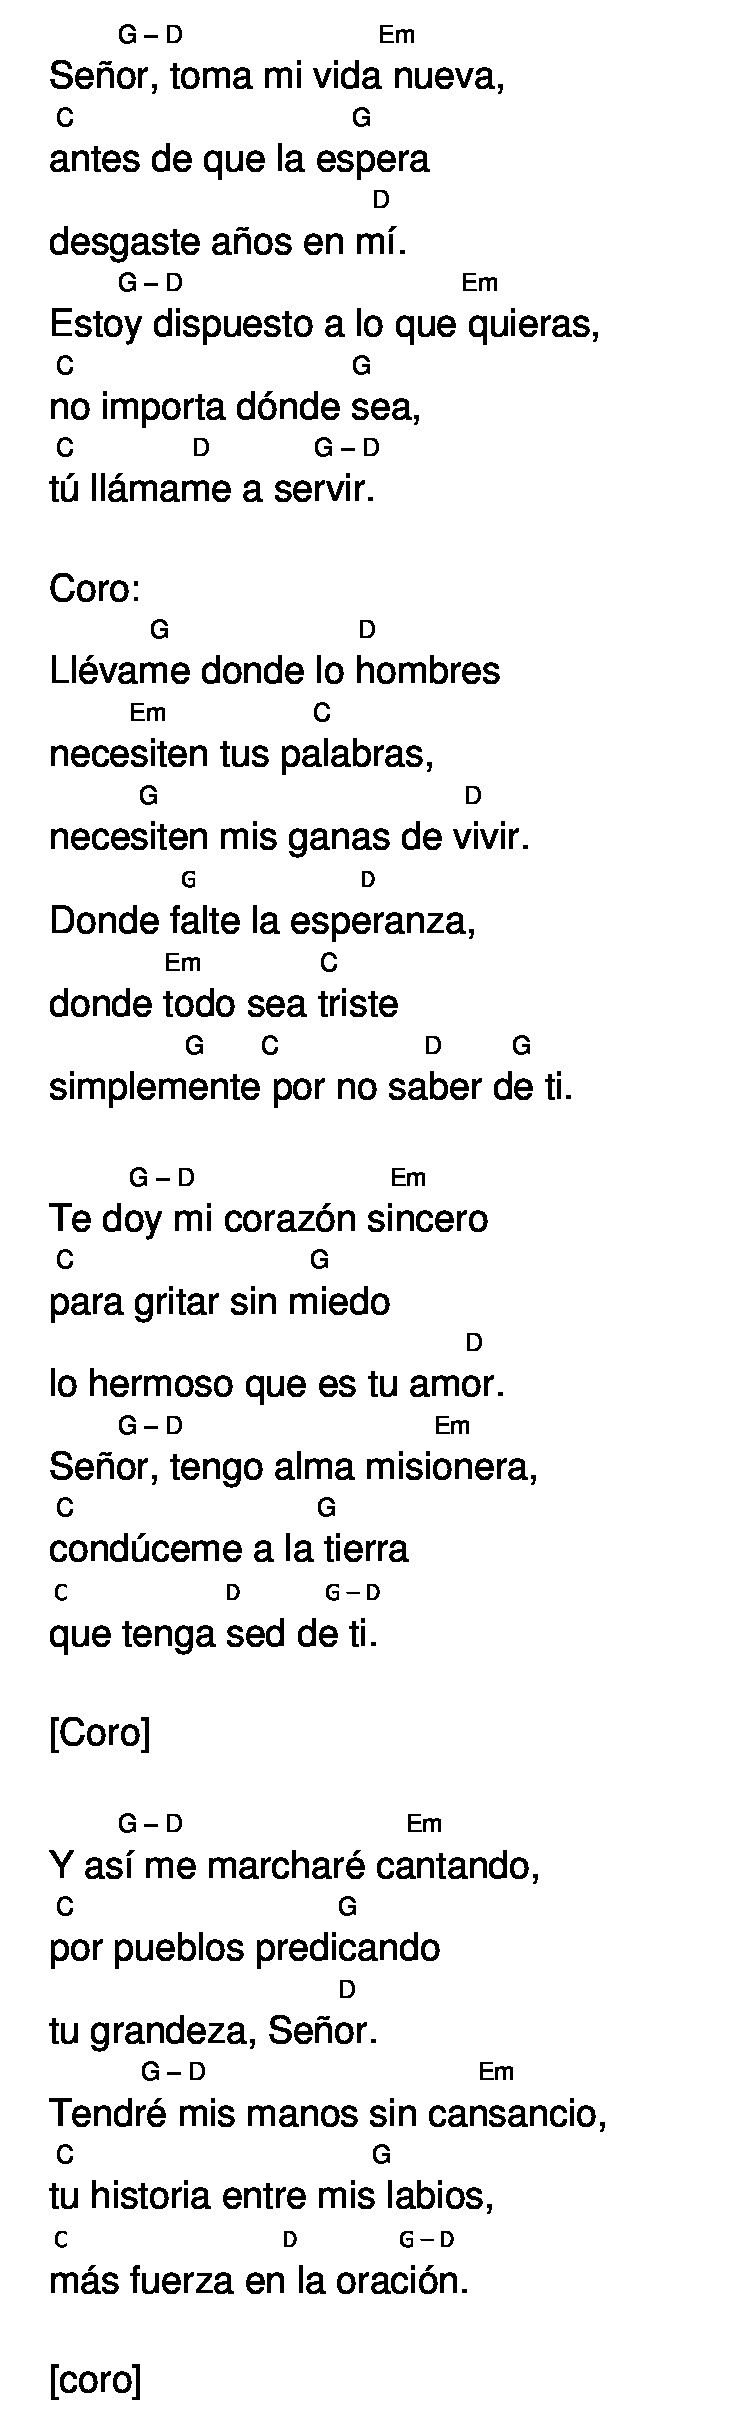 G – D Em
Señor, toma mi vida nueva,
C G
antes de que la espera
D
desgaste años en mí.
G – D Em
Estoy dispuesto a lo que quieras,
C G
no importa dónde sea,
C D G – D
tú llámame a servir.
Coro:
G D
Llévame donde lo hombres
Em C
necesiten tus palabras,
G D
necesiten mis ganas de vivir.
G D
Donde falte la esperanza,
Em C
donde todo sea triste
G C D G
simplemente por no saber de ti.
G – D Em
Te doy mi corazón sincero
C G
para gritar sin miedo
D
lo hermoso que es tu amor.
G – D Em
Señor, tengo alma misionera,
C G
condúceme a la tierra
C D G – D
que tenga sed de ti.
[Coro]
G – D Em
Y así me marcharé cantando,
C G
por pueblos predicando
D
tu grandeza, Señor.
G – D Em
Tendré mis manos sin cansancio,
C G
tu historia entre mis labios,
C D G – D
más fuerza en la oración.
[coro]